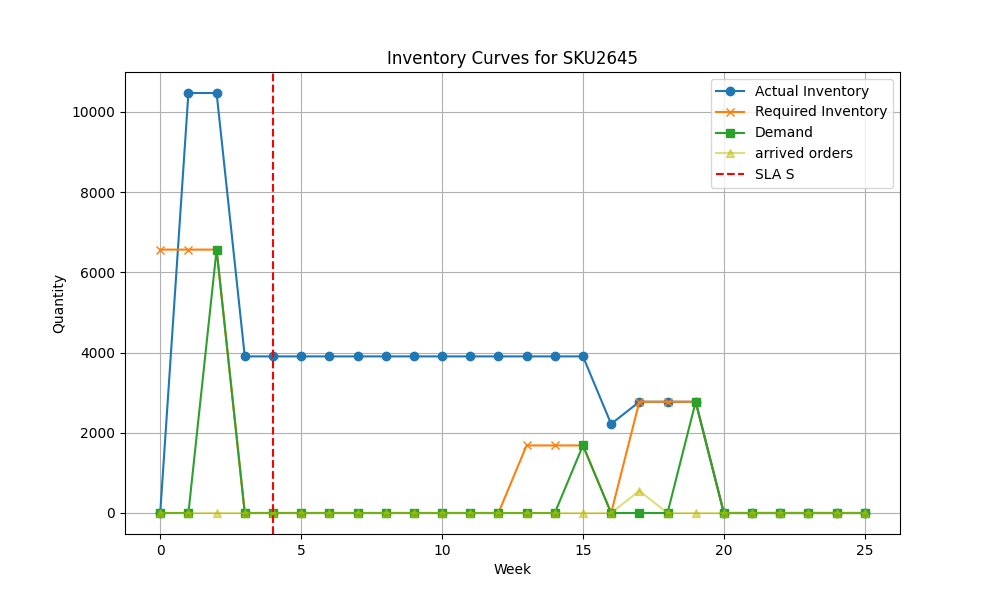 Inventory Curves for SKU2645
Actual Inventory
Required Inventory
Demand
arrived orders
SLA S
Quantity
10000
8000
6000
4000
2000
0
0 5 10 15 20 25
Week